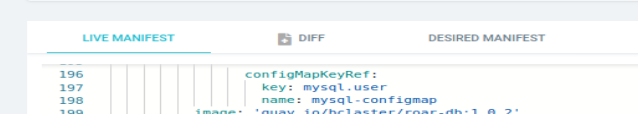 LIVE MANIFEST DIFF DESIRED MANIFEST
196 configMapKeyRef:
197 key: mysql.user
198 name: mysql-configmap
199 image: 'quay.io/bclaster/roar-db:1.0.2'